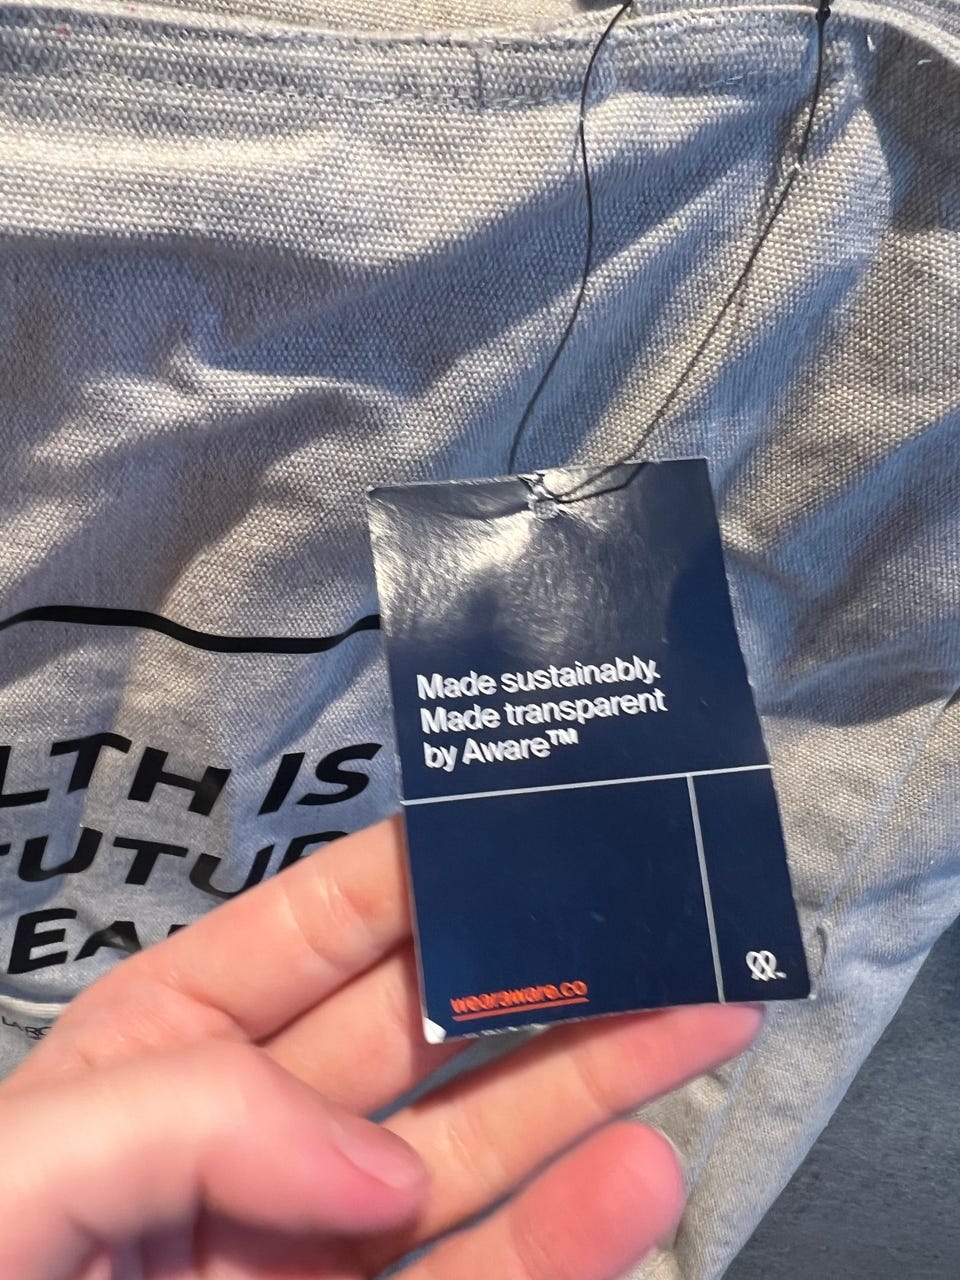 Made sustainably.
Made transparent
by Aware™
wearaware.co
LTH IS